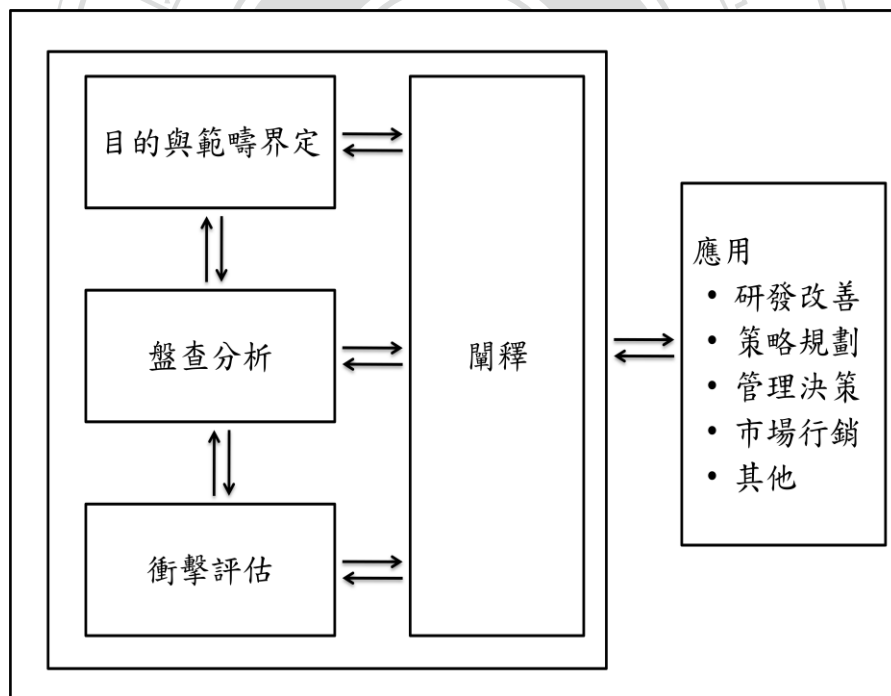 目的與範疇界定
盤查分析
衝擊評估
闡釋
應用
• 研發改善
• 策略規劃
• 管理決策
• 市場行銷
• 其他